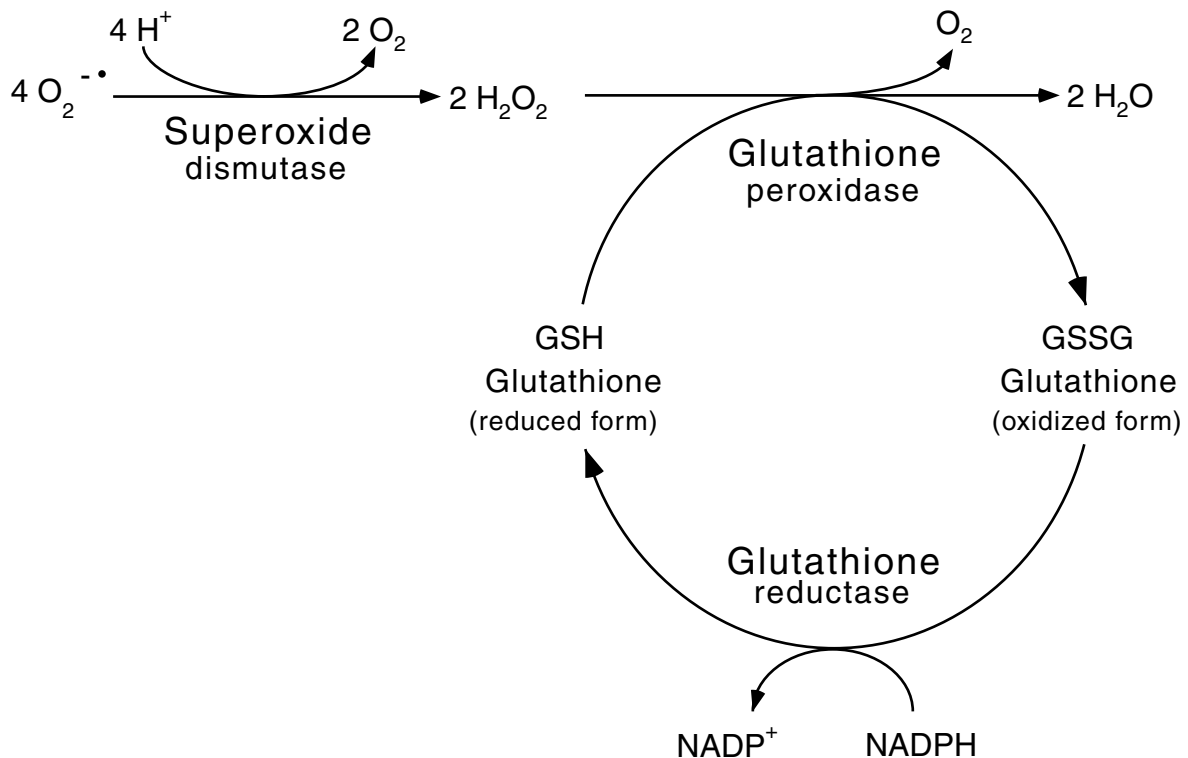 4 H⁺
2 O₂
O₂
4 O₂⁻•
2 H₂O₂
2 H₂O
Superoxide
dismutase
Glutathione
peroxidase
GSH
Glutathione
(reduced form)
GSSG
Glutathione
(oxidized form)
Glutathione
reductase
NADP⁺
NADPH